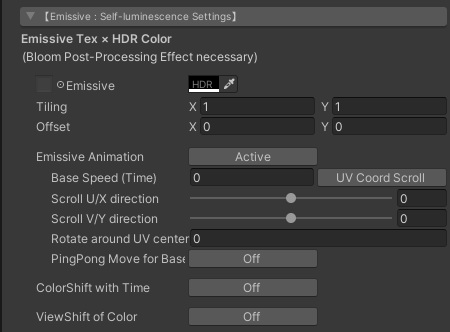 【Emissive : Self-luminescence Settings】
Emissive Tex × HDR Color
(Bloom Post-Processing Effect necessary)
Emissive HDR
Tiling X 1 Y 1
Offset X 0 Y 0
Emissive Animation Active
Base Speed (Time) 0 UV Coord Scroll
Scroll U/X direction 0
Scroll V/Y direction 0
Rotate around UV center 0
PingPong Move for Base Off
ColorShift with Time Off
ViewShift of Color Off